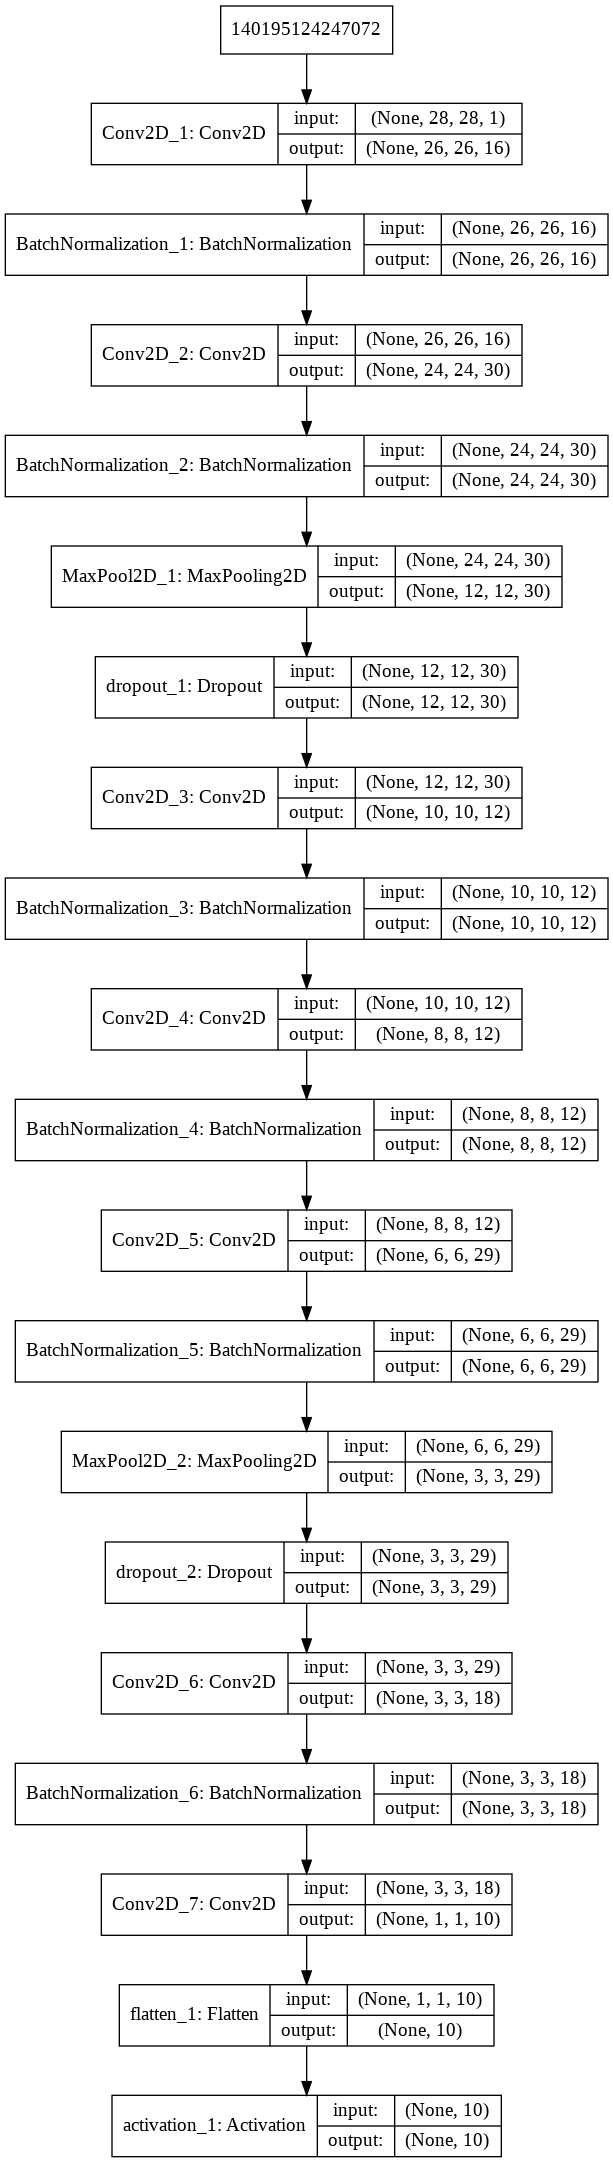 140195124247072
Conv2D_1: Conv2D
input: (None, 28, 28, 1)
output: (None, 26, 26, 16)
BatchNormalization_1: BatchNormalization
input: (None, 26, 26, 16)
output: (None, 26, 26, 16)
Conv2D_2: Conv2D
input: (None, 26, 26, 16)
output: (None, 24, 24, 30)
BatchNormalization_2: BatchNormalization
input: (None, 24, 24, 30)
output: (None, 24, 24, 30)
MaxPool2D_1: MaxPooling2D
input: (None, 24, 24, 30)
output: (None, 12, 12, 30)
dropout_1: Dropout
input: (None, 12, 12, 30)
output: (None, 12, 12, 30)
Conv2D_3: Conv2D
input: (None, 12, 12, 30)
output: (None, 10, 10, 12)
BatchNormalization_3: BatchNormalization
input: (None, 10, 10, 12)
output: (None, 10, 10, 12)
Conv2D_4: Conv2D
input: (None, 10, 10, 12)
output: (None, 8, 8, 12)
BatchNormalization_4: BatchNormalization
input: (None, 8, 8, 12)
output: (None, 8, 8, 12)
Conv2D_5: Conv2D
input: (None, 8, 8, 12)
output: (None, 6, 6, 29)
BatchNormalization_5: BatchNormalization
input: (None, 6, 6, 29)
output: (None, 6, 6, 29)
MaxPool2D_2: MaxPooling2D
input: (None, 6, 6, 29)
output: (None, 3, 3, 29)
dropout_2: Dropout
input: (None, 3, 3, 29)
output: (None, 3, 3, 29)
Conv2D_6: Conv2D
input: (None, 3, 3, 29)
output: (None, 3, 3, 18)
BatchNormalization_6: BatchNormalization
input: (None, 3, 3, 18)
output: (None, 3, 3, 18)
Conv2D_7: Conv2D
input: (None, 3, 3, 18)
output: (None, 1, 1, 10)
flatten_1: Flatten
input: (None, 1, 1, 10)
output: (None, 10)
activation_1: Activation
input: (None, 10)
output: (None, 10)